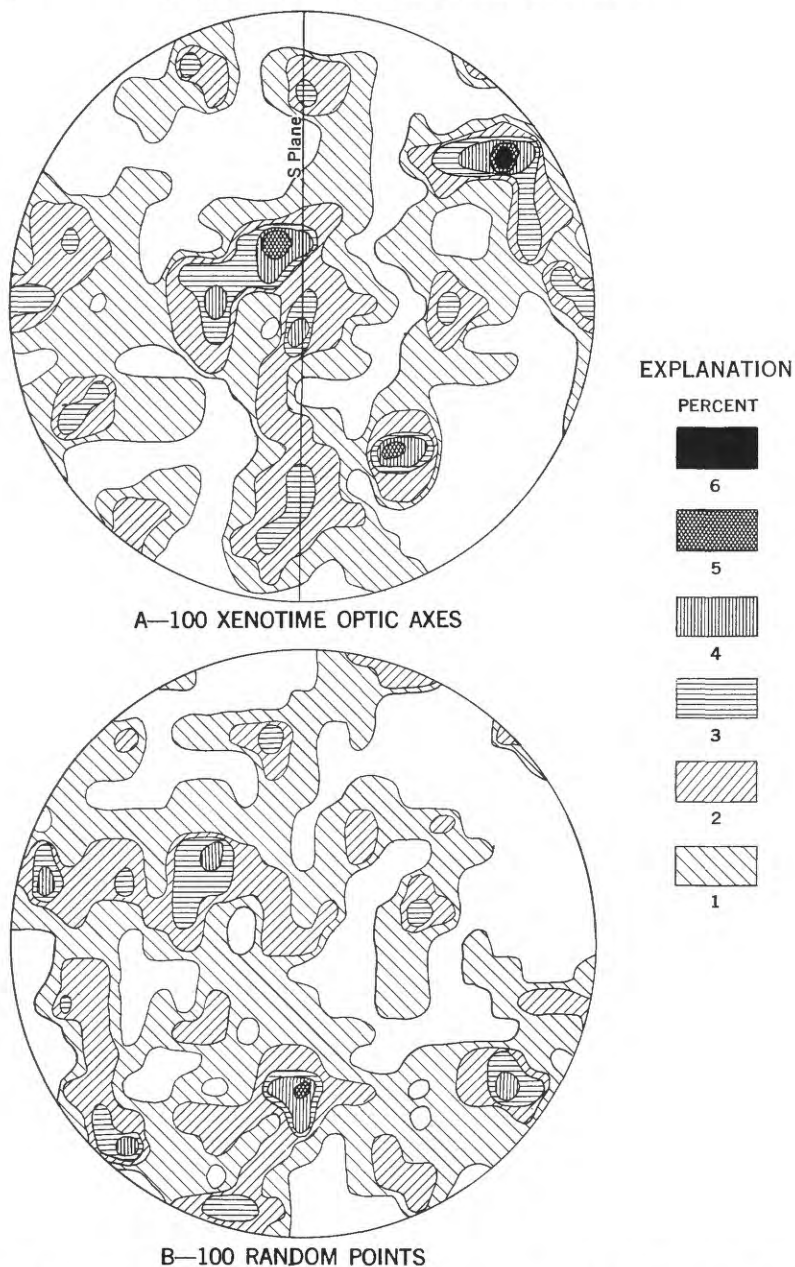 S Plane
A—100 XENOTIME OPTIC AXES
EXPLANATION
PERCENT
6
5
4
3
2
1
B—100 RANDOM POINTS